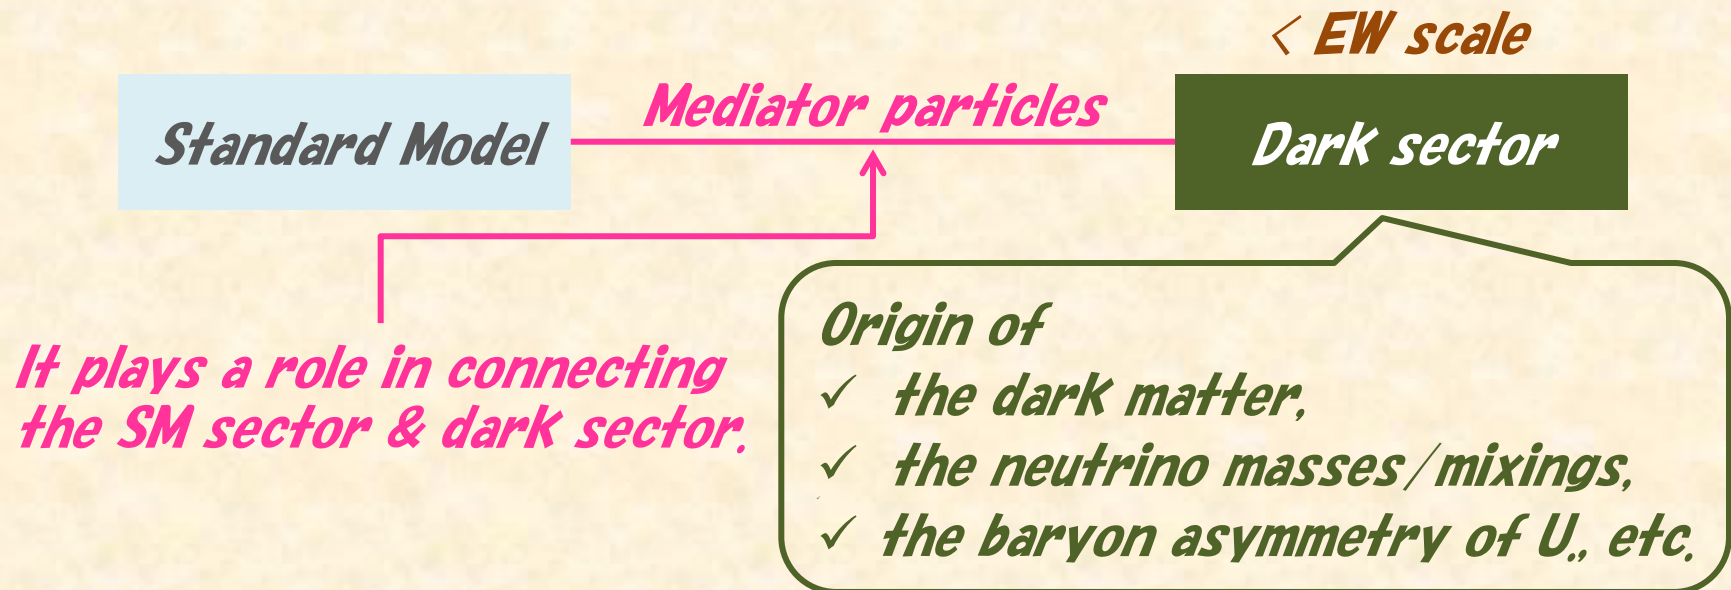 < EW scale
Standard Model
Mediator particles
Dark sector
It plays a role in connecting
the SM sector & dark sector.
Origin of
✓ the dark matter,
✓ the neutrino masses/mixings,
✓ the baryon asymmetry of U., etc.